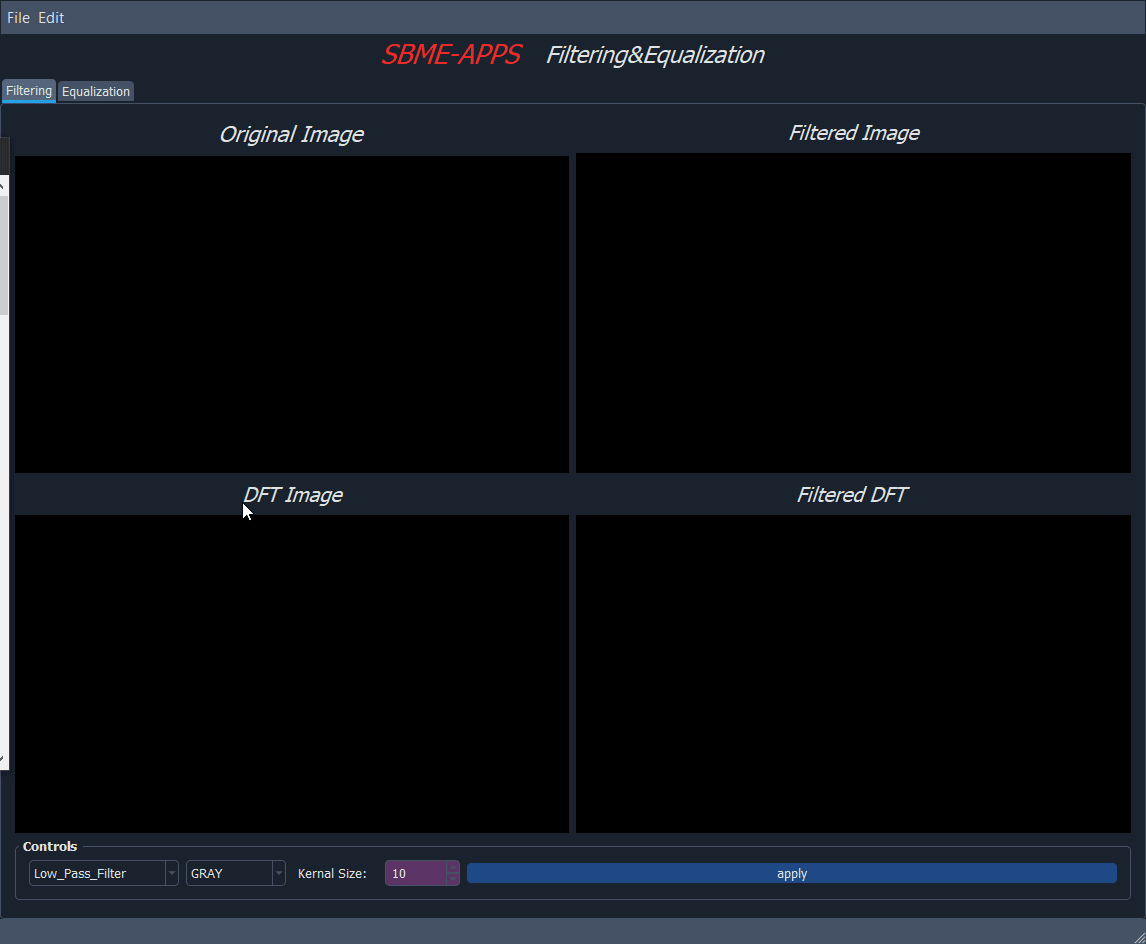 File Edit
SBME-APPS Filtering&Equalization
Filtering Equalization
Original Image Filtered Image
DFT Image Filtered DFT
Controls
Low_Pass_Filter GRAY Kernal Size: 10 apply